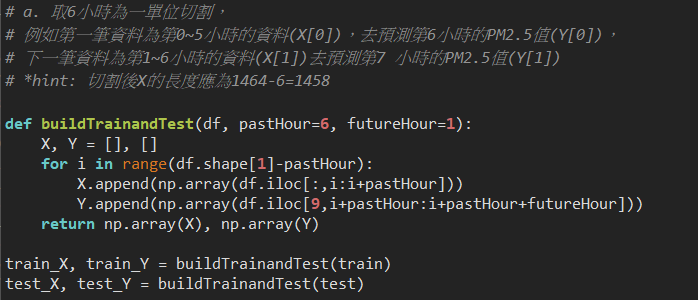 # a. 取6小時為一單位切割，
# 例如第一筆資料為第0~5小時的資料(X[0])，去預測第6小時的PM2.5值(Y[0])，
# 下一筆資料為第1~6小時的資料(X[1])去預測第7 小時的PM2.5值(Y[1])
# *hint: 切割後X的長度應為1464-6=1458
def buildTrainandTest(df, pastHour=6, futureHour=1):
    X, Y = [], []
    for i in range(df.shape[1]-pastHour):
        X.append(np.array(df.iloc[:,i:i+pastHour]))
        Y.append(np.array(df.iloc[9,i+pastHour:i+pastHour+futureHour]))
    return np.array(X), np.array(Y)
train_X, train_Y = buildTrainandTest(train)
test_X, test_Y = buildTrainandTest(test)